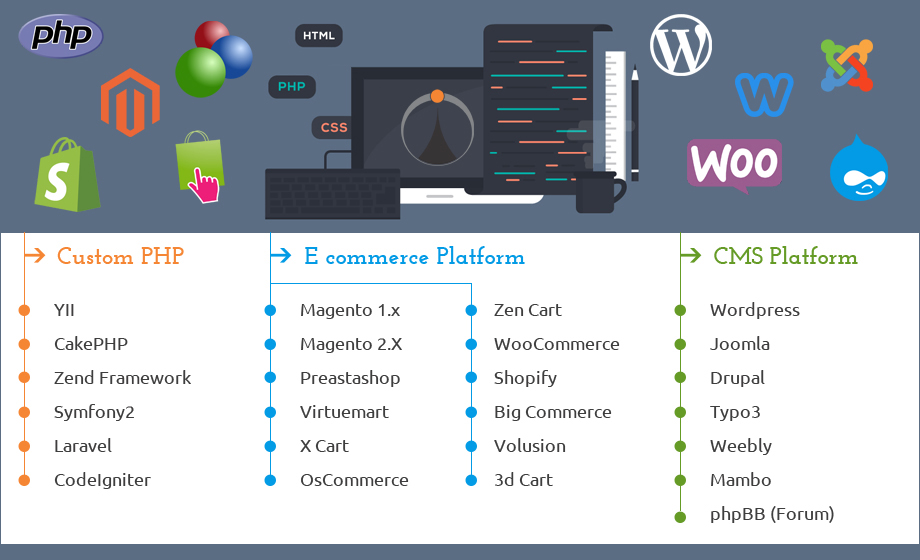 php
HTML
PHP
CSS
S
W
W
WOO
Custom PHP
YII
CakePHP
Zend Framework
Symfony2
Laravel
CodeIgniter
E commerce Platform
Magento 1.x
Magento 2.X
Preastashop
Virtuemart
X Cart
OsCommerce
Zen Cart
WooCommerce
Shopify
Big Commerce
Volusion
3d Cart
CMS Platform
Wordpress
Joomla
Drupal
Typo3
Weebly
Mambo
phpBB (Forum)